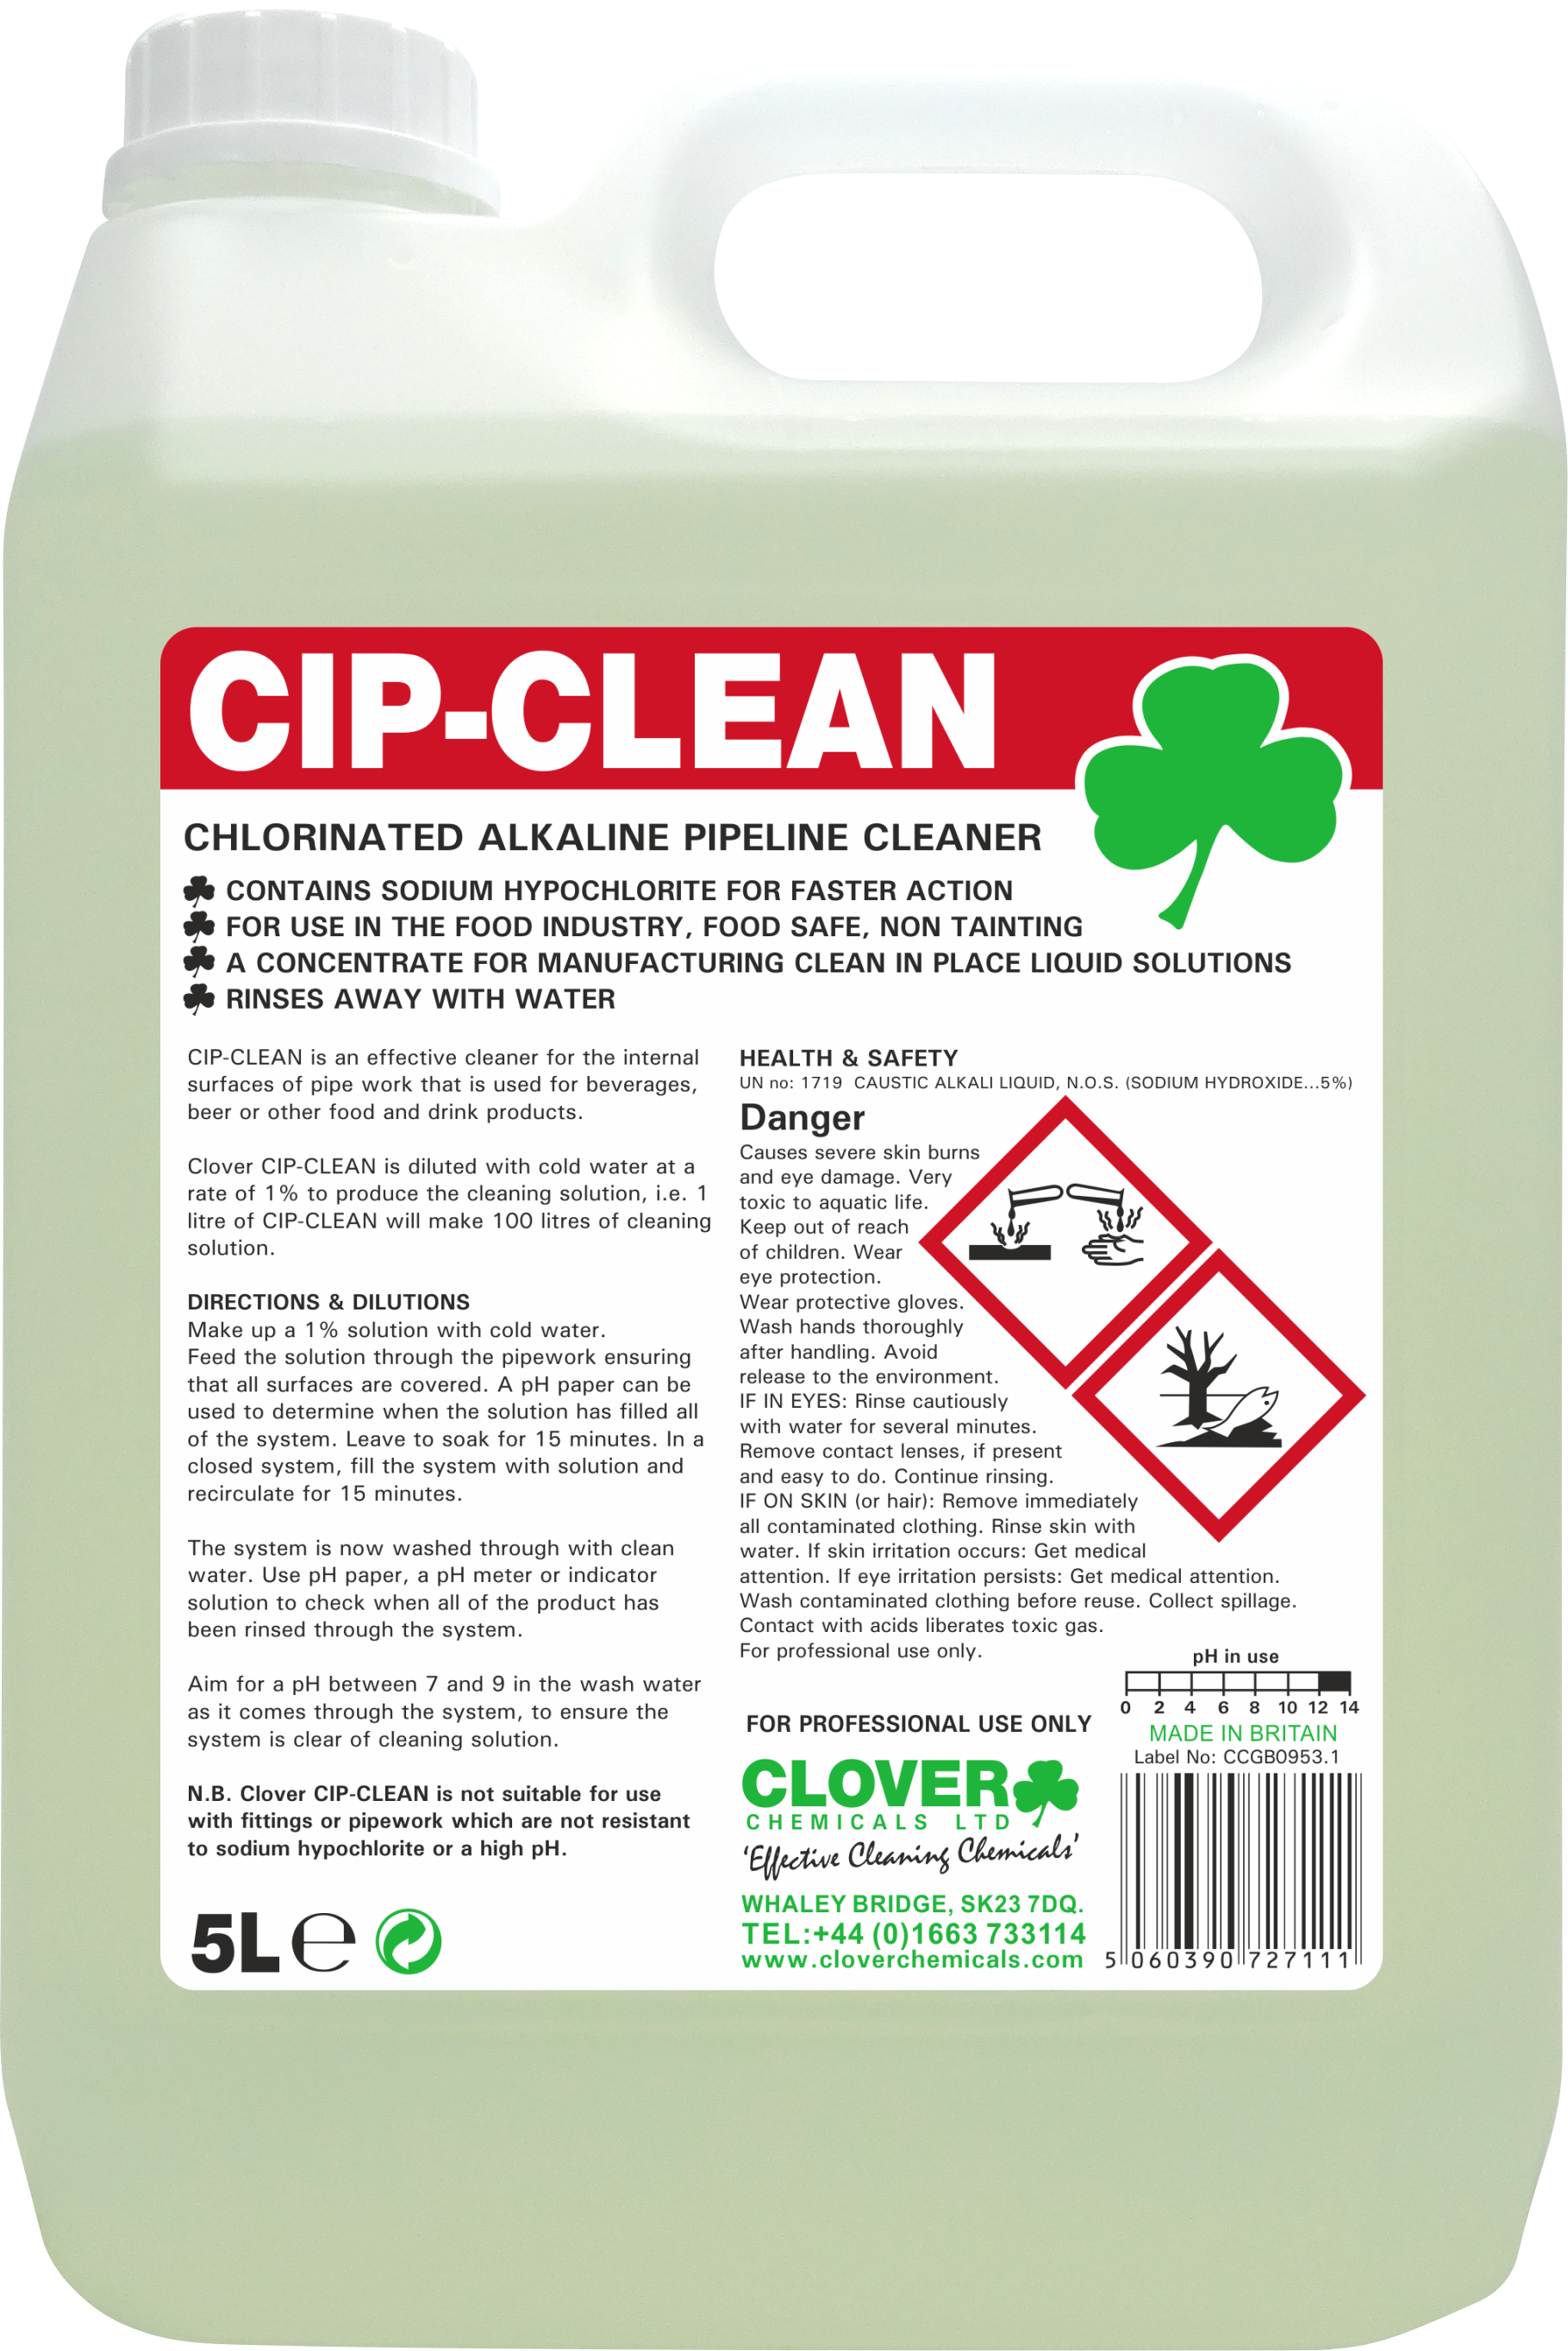 CIP-CLEAN
CHLORINATED ALKALINE PIPELINE CLEANER
CONTAINS SODIUM HYPOCHLORITE FOR FASTER ACTION
FOR USE IN THE FOOD INDUSTRY, FOOD SAFE, NON TAINTING
A CONCENTRATE FOR MANUFACTURING CLEAN IN PLACE LIQUID SOLUTIONS
RINSES AWAY WITH WATER
CIP-CLEAN is an effective cleaner for the internal
surfaces of pipe work that is used for beverages,
beer or other food and drink products.
Clover CIP-CLEAN is diluted with cold water at a
rate of 1% to produce the cleaning solution, i.e. 1
litre of CIP-CLEAN will make 100 litres of cleaning
solution.
DIRECTIONS & DILUTIONS
Make up a 1% solution with cold water.
Feed the solution through the pipework ensuring
that all surfaces are covered. A pH paper can be
used to determine when the solution has filled all
of the system. Leave to soak for 15 minutes. In a
closed system, fill the system with solution and
recirculate for 15 minutes.
The system is now washed through with clean
water. Use pH paper, a pH meter or indicator
solution to check when all of the product has
been rinsed through the system.
Aim for a pH between 7 and 9 in the wash water
as it comes through the system, to ensure the
system is clear of cleaning solution.
N.B. Clover CIP-CLEAN is not suitable for use
with fittings or pipework which are not resistant
to sodium hypochlorite or a high pH.
5L e
HEALTH & SAFETY
UN no: 1719 CAUSTIC ALKALI LIQUID, N.O.S. (SODIUM HYDROXIDE...5%)
Danger
Causes severe skin burns
and eye damage. Very
toxic to aquatic life.
Keep out of reach
of children. Wear
eye protection.
Wear protective gloves.
Wash hands thoroughly
after handling. Avoid
release to the environment.
IF IN EYES: Rinse cautiously
with water for several minutes.
Remove contact lenses, if present
and easy to do. Continue rinsing.
IF ON SKIN (or hair): Remove immediately
all contaminated clothing. Rinse skin with
water. If skin irritation occurs: Get medical
attention. If eye irritation persists: Get medical attention.
Wash contaminated clothing before reuse. Collect spillage.
Contact with acids liberates toxic gas.
For professional use only.
pH in use
0 2 4 6 8 10 12 14
MADE IN BRITAIN
Label No: CCGB0953.1
FOR PROFESSIONAL USE ONLY
CLOVER
CHEMICALS LTD
'Effective Cleaning Chemicals'
WHALEY BRIDGE, SK23 7DQ.
TEL:+44 (0)1663 733114
www.cloverchemicals.com
5 060390 727111